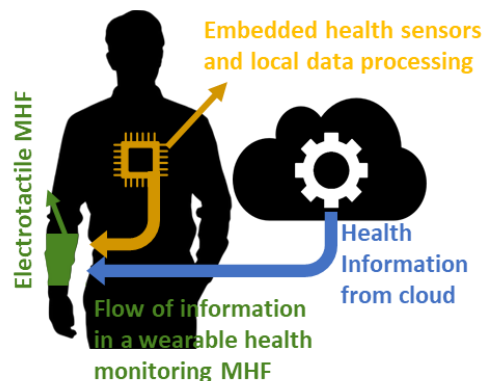 Embedded health sensors
and local data processing
Electrotactile MHF
Health
Information
from cloud
Flow of information
in a wearable health
monitoring MHF